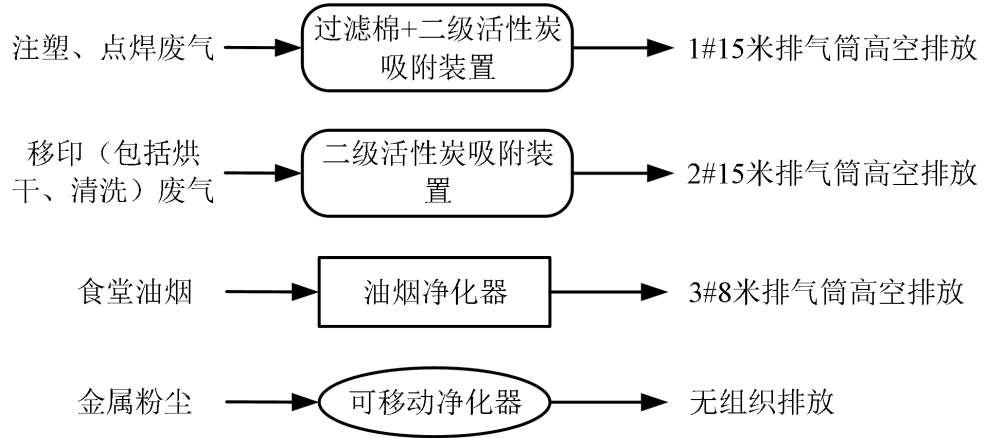 注塑、点焊废气
过滤棉+二级活性炭
吸附装置
1#15米排气筒高空排放
移印（包括烘
干、清洗）废气
二级活性炭吸附装
置
2#15米排气筒高空排放
食堂油烟
油烟净化器
3#8米排气筒高空排放
金属粉尘
可移动净化器
无组织排放